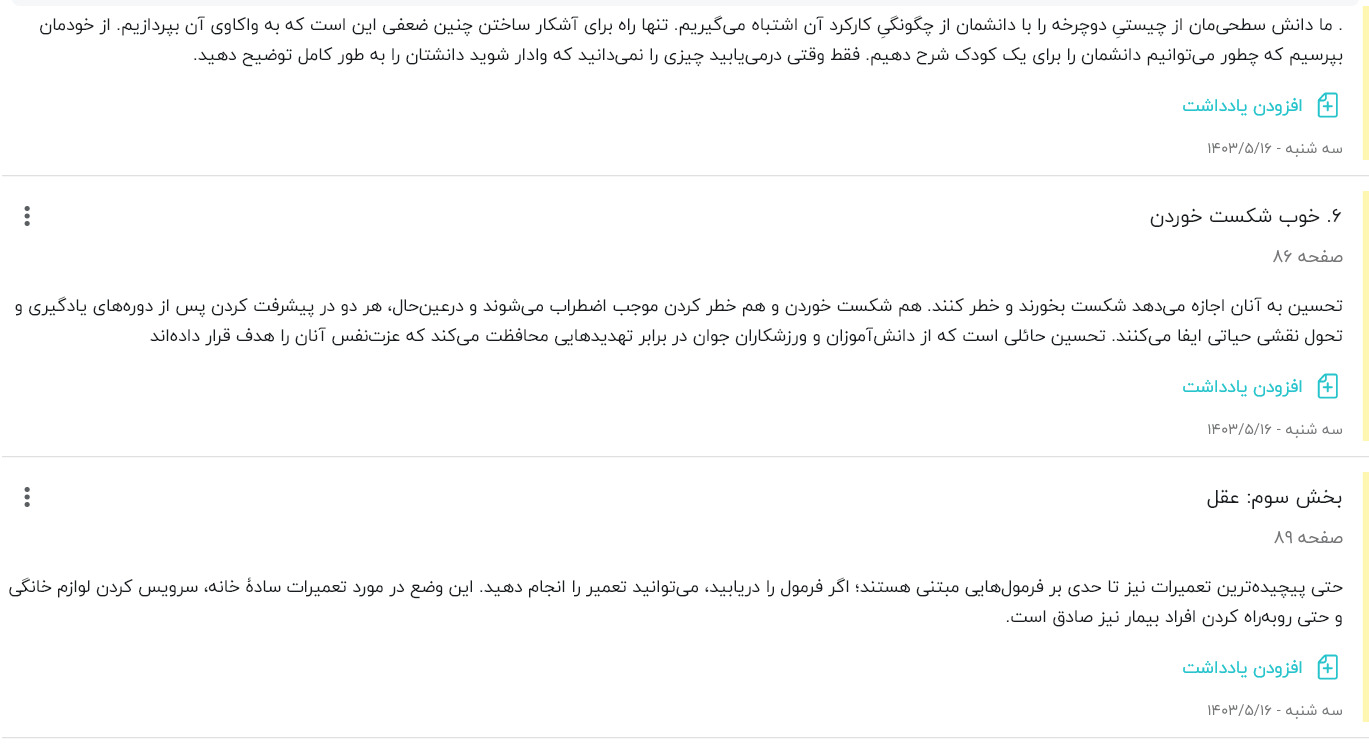 . ما دانش سطحی‌مان از چیستیِ دوچرخه را با دانشمان از چگونگیِ کارکرد آن اشتباه می‌گیریم. تنها راه برای آشکار ساختن چنین ضعفی این است که به واکاوی آن بپردازیم. از خودمان
بپرسیم که چطور می‌توانیم دانشمان را برای یک کودک شرح دهیم. فقط وقتی درمی‌یابید چیزی را نمی‌دانید که وادار شوید دانشتان را به طور کامل توضیح دهید.
افزودن یادداشت
سه شنبه - ۱۴۰۳/۵/۱۶
۶. خوب شکست خوردن
صفحه ۸۶
تحسین به آنان اجازه می‌دهد شکست بخورند و خطر کنند. هم شکست خوردن و هم خطر کردن موجب اضطراب می‌شوند و درعین‌حال، هر دو در پیشرفت کردن پس از دوره‌های یادگیری و
تحول نقشی حیاتی ایفا می‌کنند. تحسین حائلی است که از دانش‌آموزان و ورزشکاران جوان در برابر تهدیدهایی محافظت می‌کند که عزت‌نفس آنان را هدف قرار داده‌اند
افزودن یادداشت
سه شنبه - ۱۴۰۳/۵/۱۶
بخش سوم: عقل
صفحه ۸۹
حتی پیچیده‌ترین تعمیرات نیز تا حدی بر فرمول‌هایی مبتنی هستند؛ اگر فرمول را دریابید، می‌توانید تعمیر را انجام دهید. این وضع در مورد تعمیرات سادهٔ خانه، سرویس کردن لوازم خانگی
و حتی روبه‌راه کردن افراد بیمار نیز صادق است.
افزودن یادداشت
سه شنبه - ۱۴۰۳/۵/۱۶